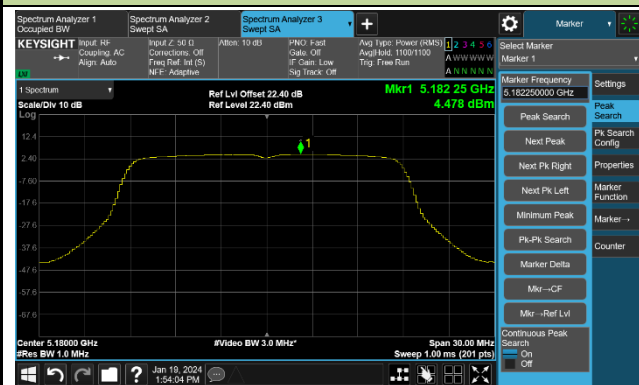 Spectrum Analyzer 1
Occupied BW
Spectrum Analyzer 2
Swept SA
Spectrum Analyzer 3
Swept SA
Marker
KEYSIGHT
Input: RF
Coupling: AC
Align: Auto
Input Z: 50 Ω
Corrections: Off
Freq Ref: Int (S)
NFE: Adaptive
Atten: 10 dB
PNO: Fast
Gate: Off
IF Gain: Low
Sig Track: Off
Avg Type: Power (RMS)
Avg|Hold: 1100/1100
Trig: Free Run
1 2 3 4 5 6
A W W W W W
A N N N N N
LXI
Select Marker
Marker 1
1 Spectrum
Scale/Div 10 dB
Log
Ref Lvl Offset 22.40 dB
Ref Level 22.40 dBm
Mkr1 5.182 25 GHz
4.478 dBm
12.4
2.40
-7.60
-17.6
-27.6
-37.6
-47.6
-57.6
-67.6
1
Center 5.18000 GHz
#Res BW 1.0 MHz
#Video BW 3.0 MHz*
Span 30.00 MHz
Sweep 1.00 ms (201 pts)
Marker Frequency
5.182250000 GHz
Peak Search
Next Peak
Next Pk Right
Next Pk Left
Minimum Peak
Pk-Pk Search
Marker Delta
Mkr→CF
Mkr→Ref Lvl
Continuous Peak
Search
On
Off
Settings
Peak
Search
Pk Search
Config
Properties
Marker
Function
Marker→
Counter
?
Jan 19, 2024
1:54:04 PM